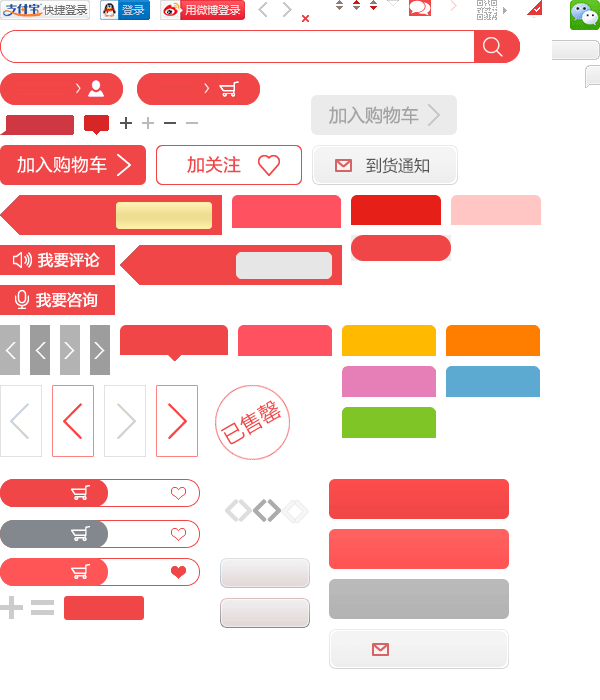 支付宝 快捷登录
登录
用微博登录
加入购物车
加入购物车
加关注
到货通知
我要评论
我要咨询
已售罄